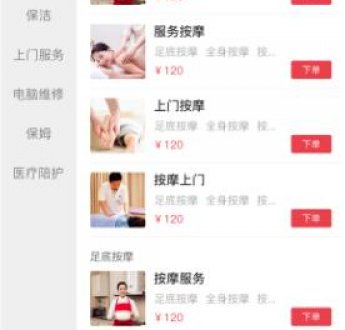 保洁
上门服务
电脑维修
保姆
医疗陪护
服务按摩
足底按摩 全身按摩 按...
¥120
下单
上门按摩
足底按摩 全身按摩 按...
¥120
下单
按摩上门
足底按摩 全身按摩 按...
¥120
下单
足底按摩
按摩服务
足底按摩 全身按摩 按...
¥120
下单